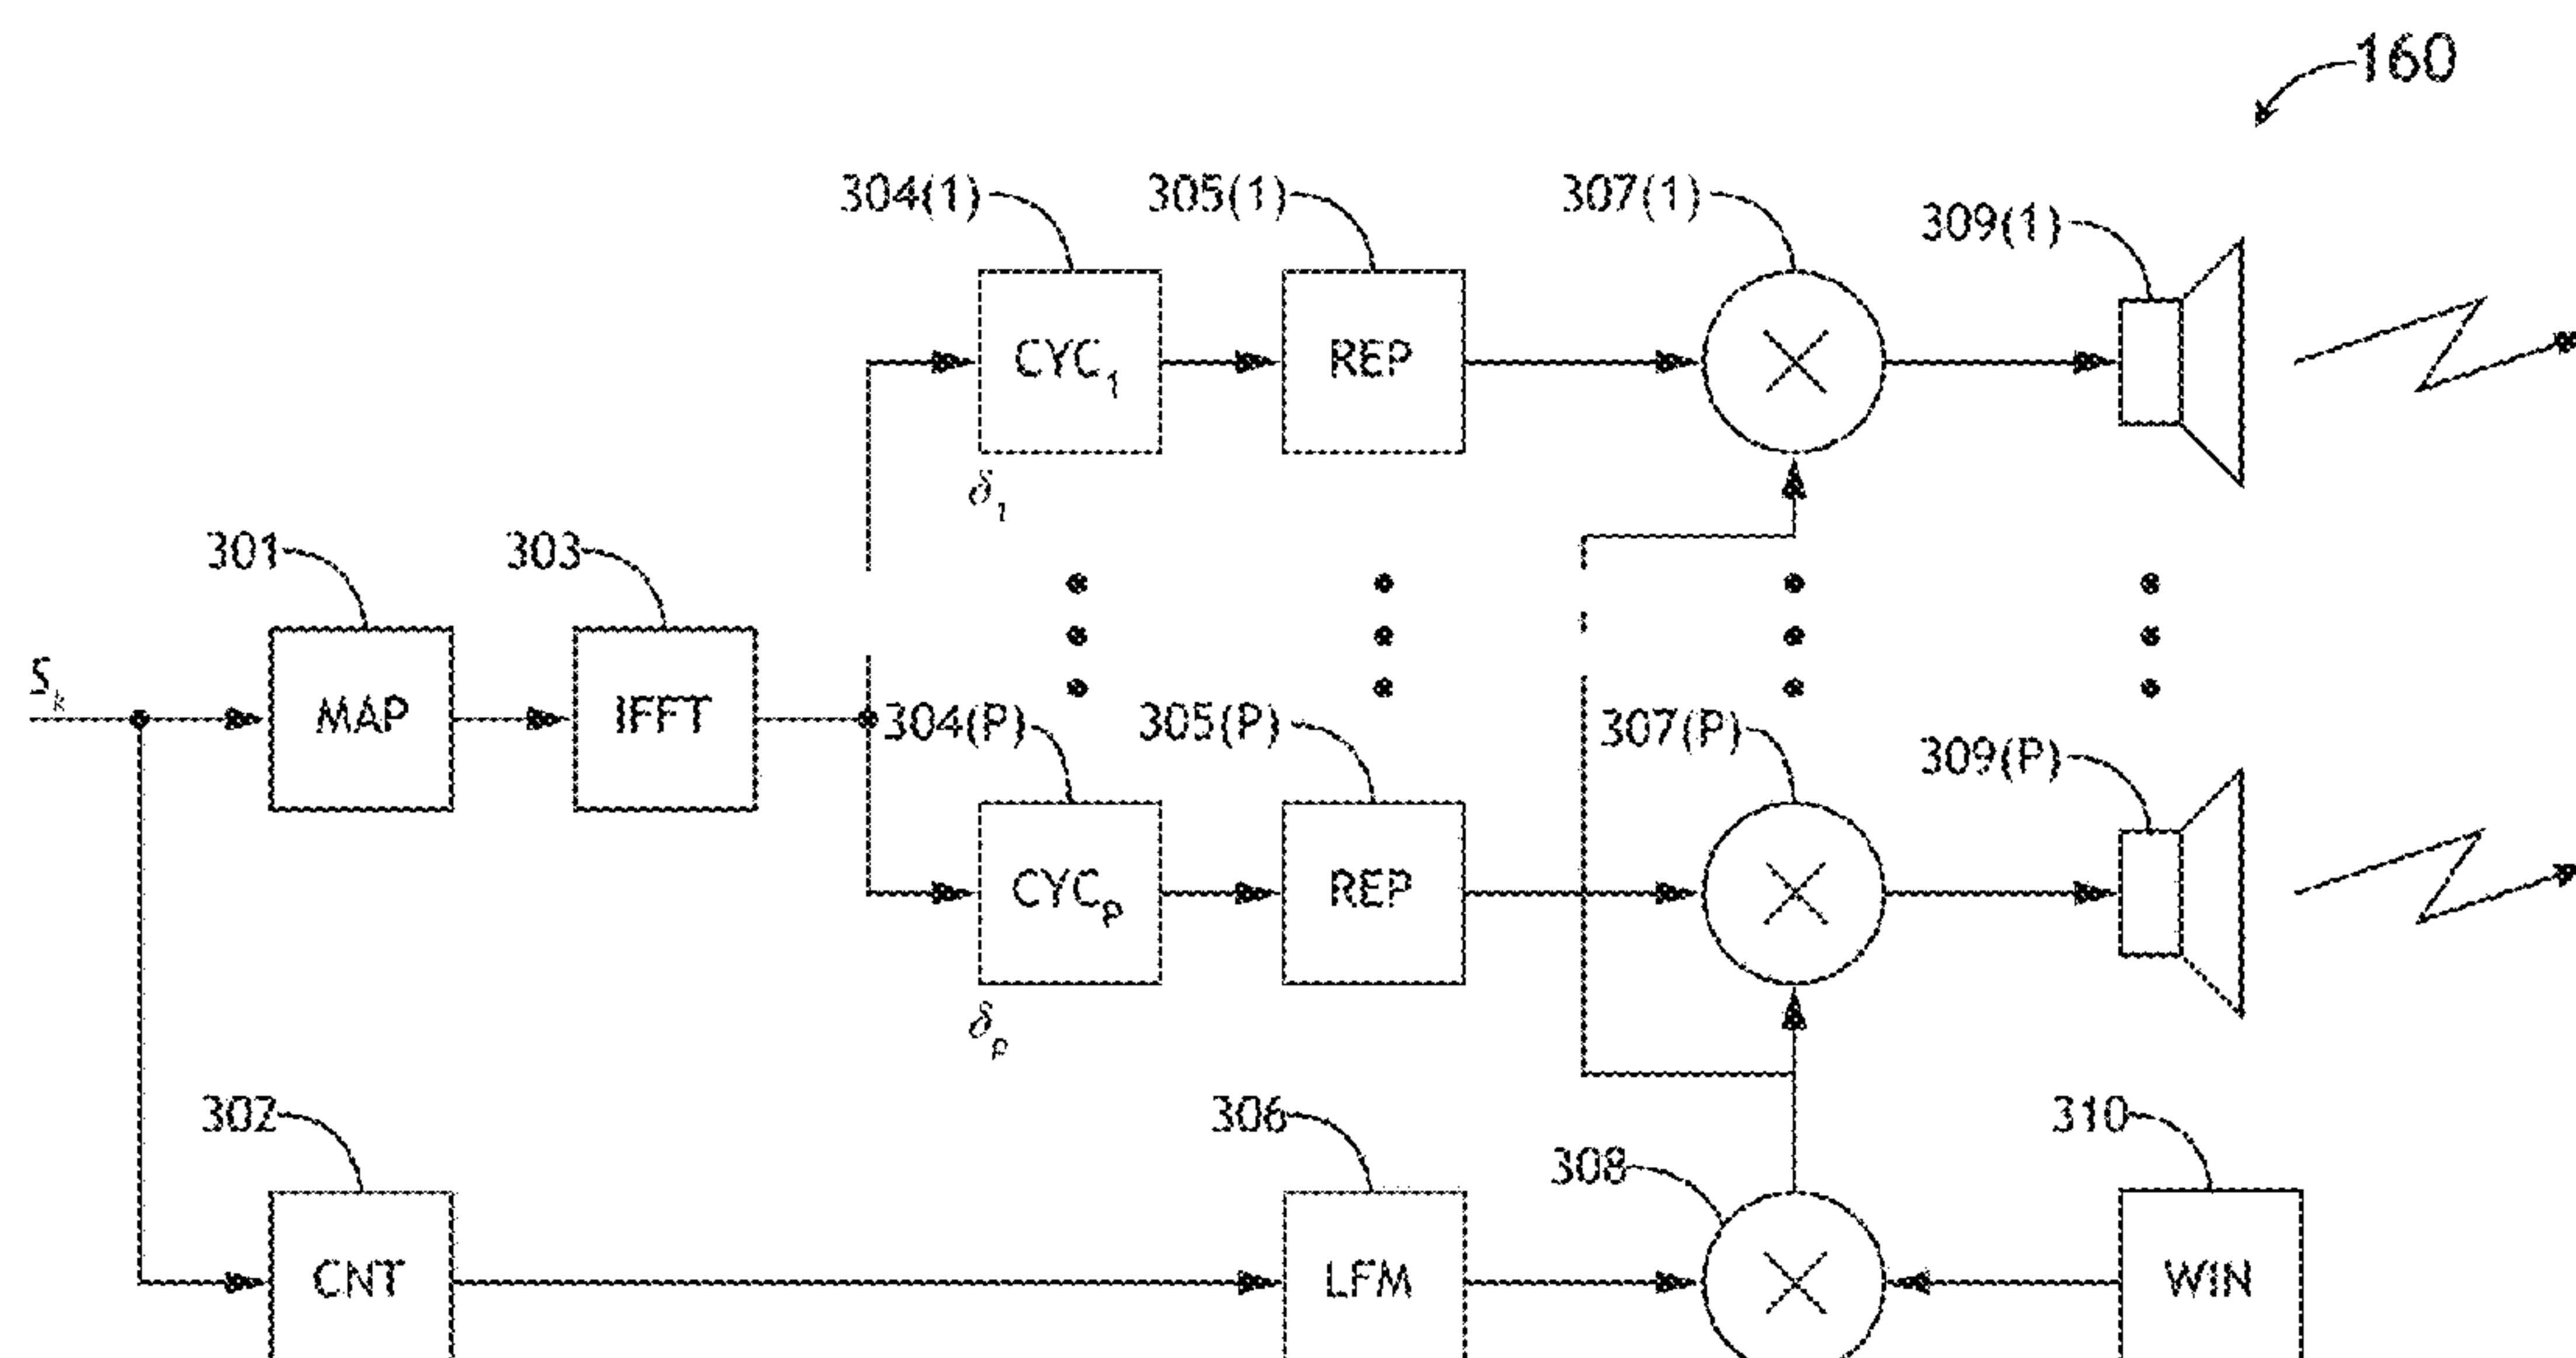 160
304(1) 305(1) 307(1) 309(1)
CYC1 REP
δ1
301 303
Sk MAP IFFT
304(P) 305(P) 307(P) 309(P)
CYCP REP
δP
302 306 308 310
CNT LFM WIN